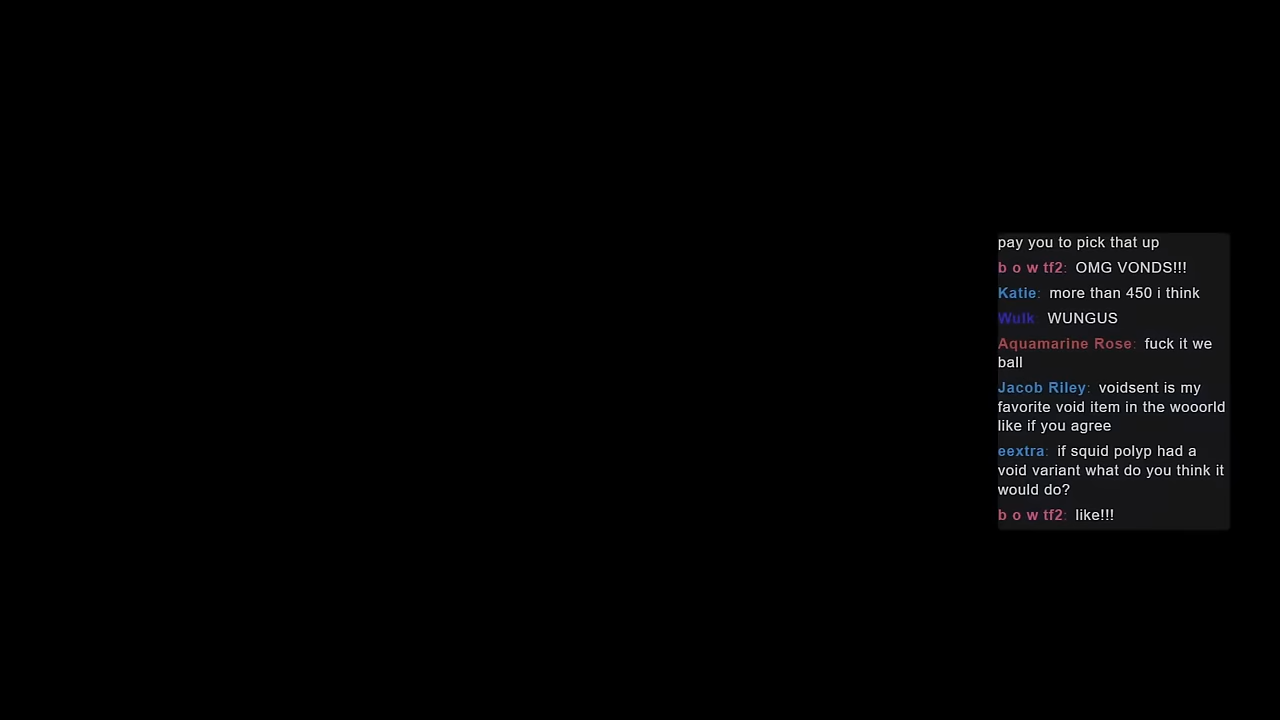 pay you to pick that up
b o w tf2: OMG VONDS!!!
Katie: more than 450 i think
Wulk: WUNGUS
Aquamarine Rose: fuck it we
ball
Jacob Riley: voidsent is my
favorite void item in the wooorld
like if you agree
eextra: if squid polyp had a
void variant what do you think it
would do?
b o w tf2: like!!!